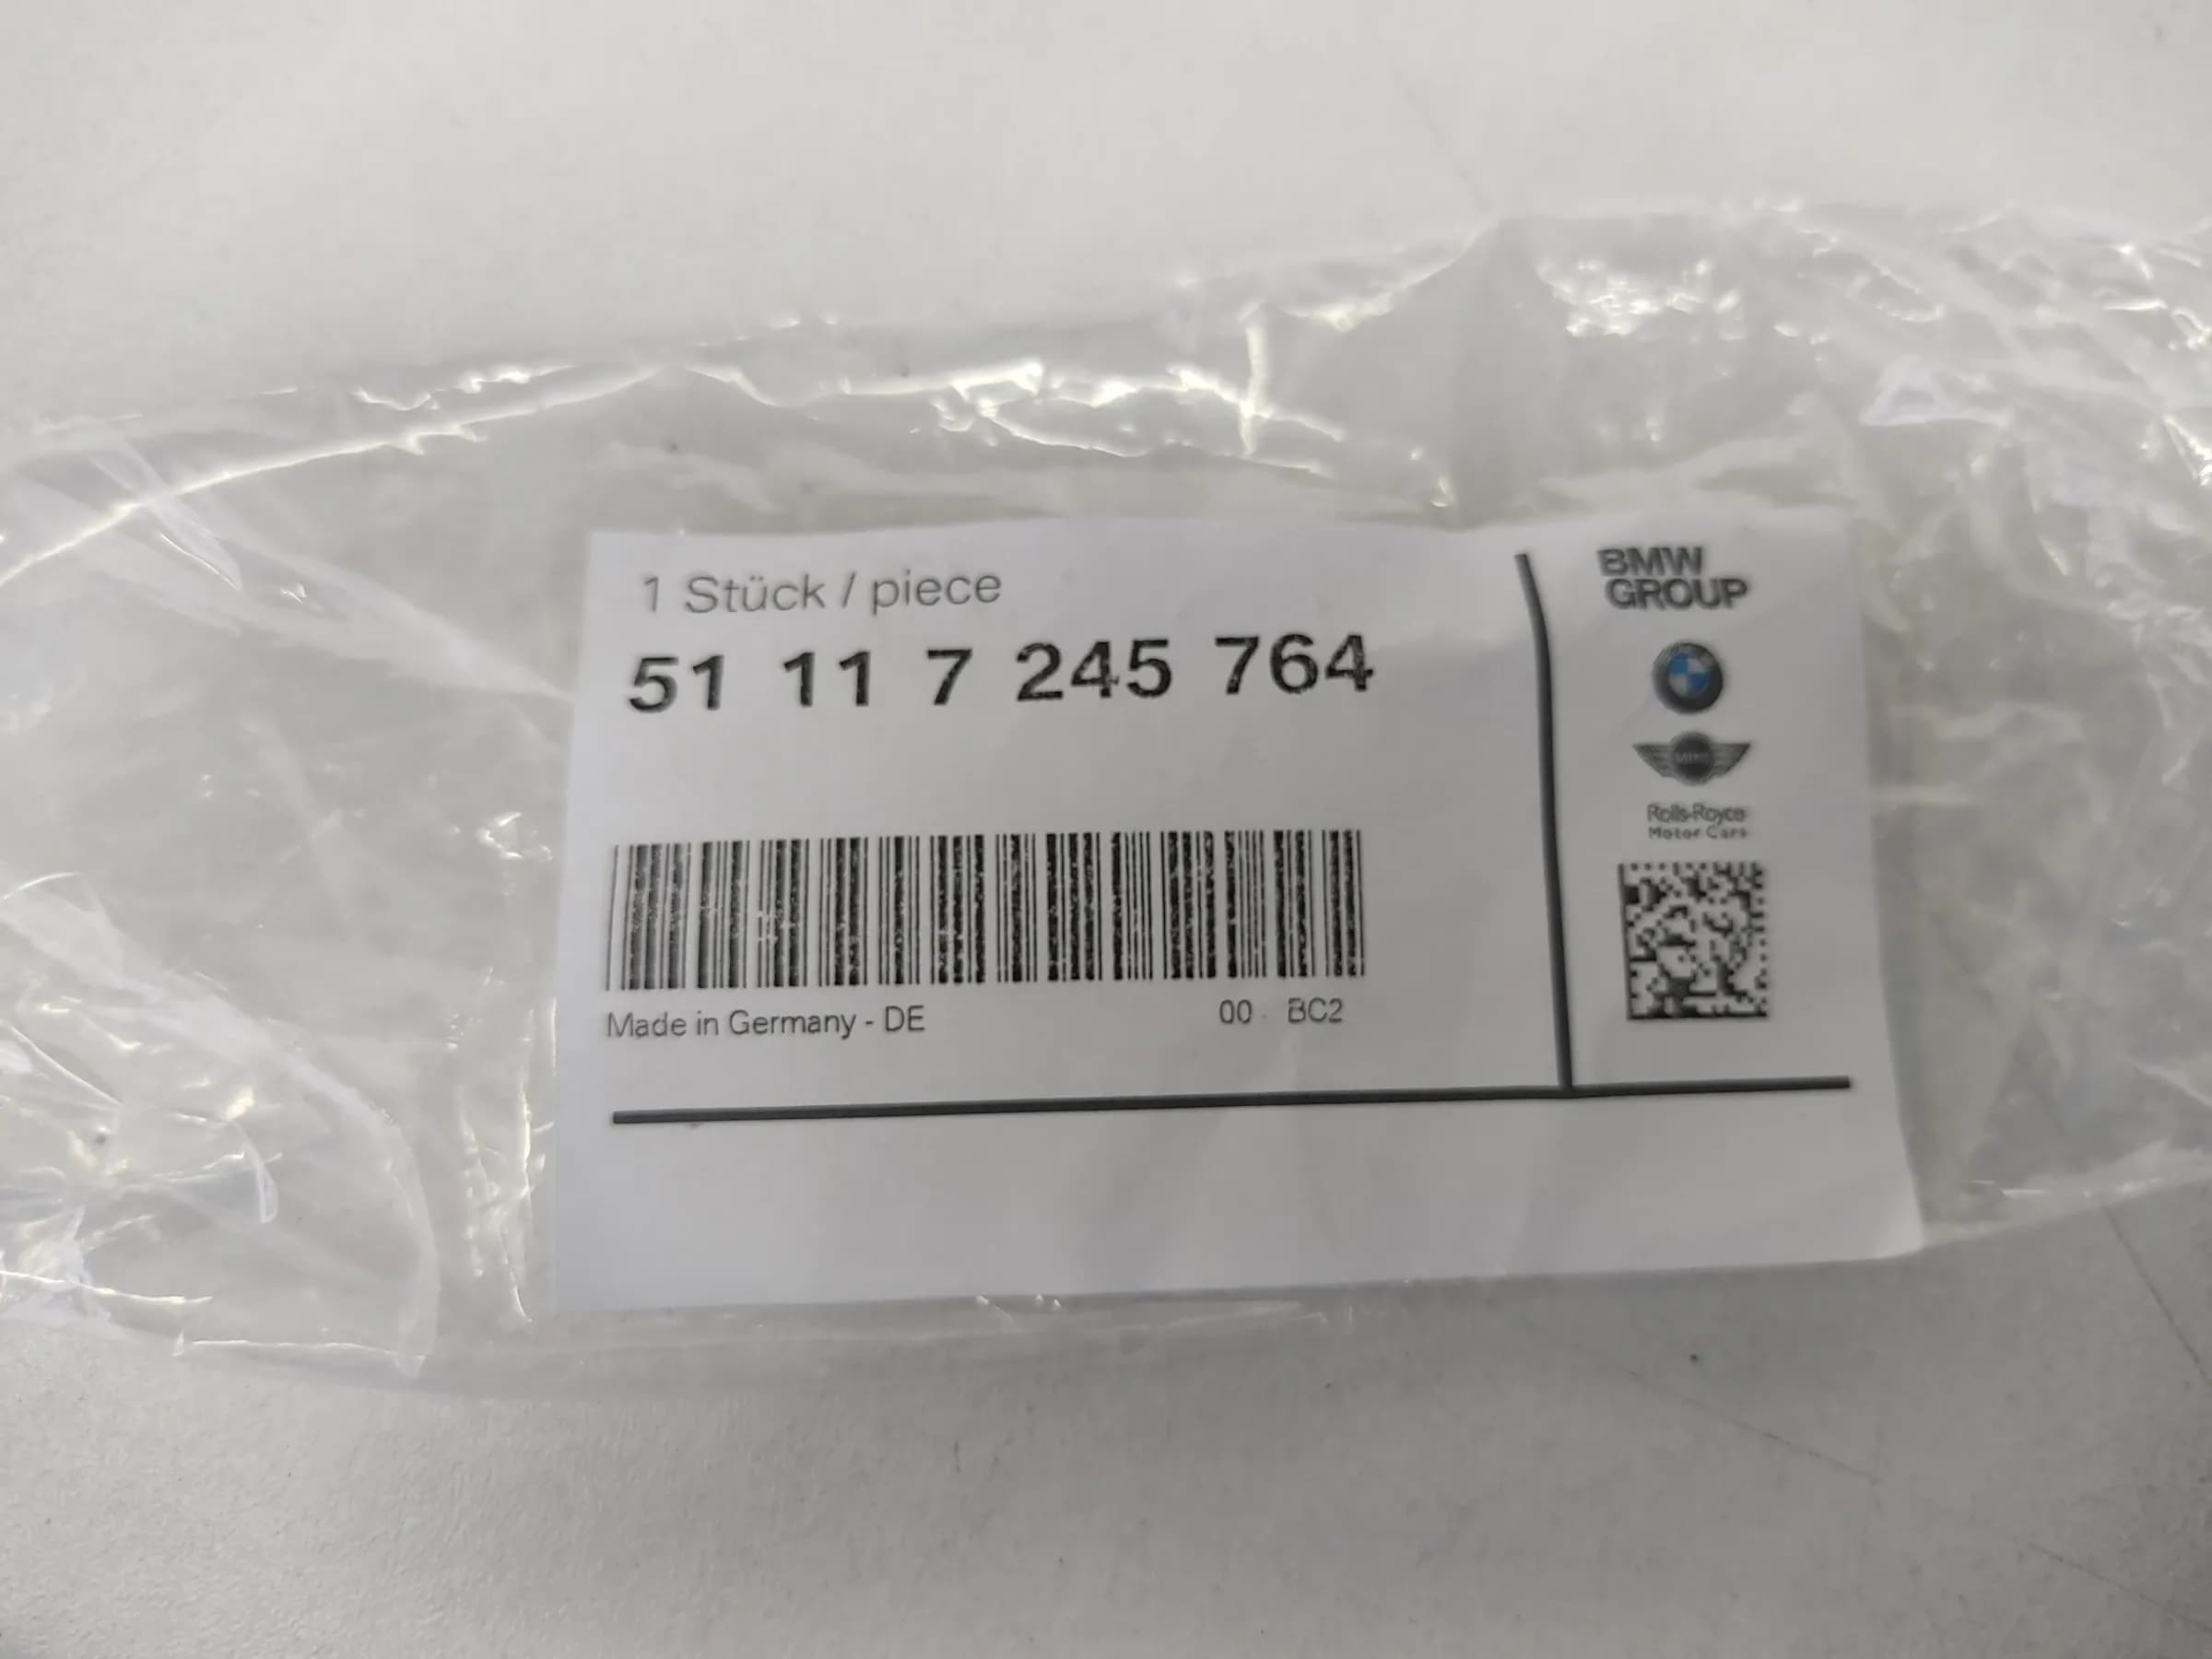 1 Stück / piece
51 11 7 245 764
Made in Germany - DE
00 BC2
BMW
GROUP
MINI
Rolls-Royce
Motor Cars